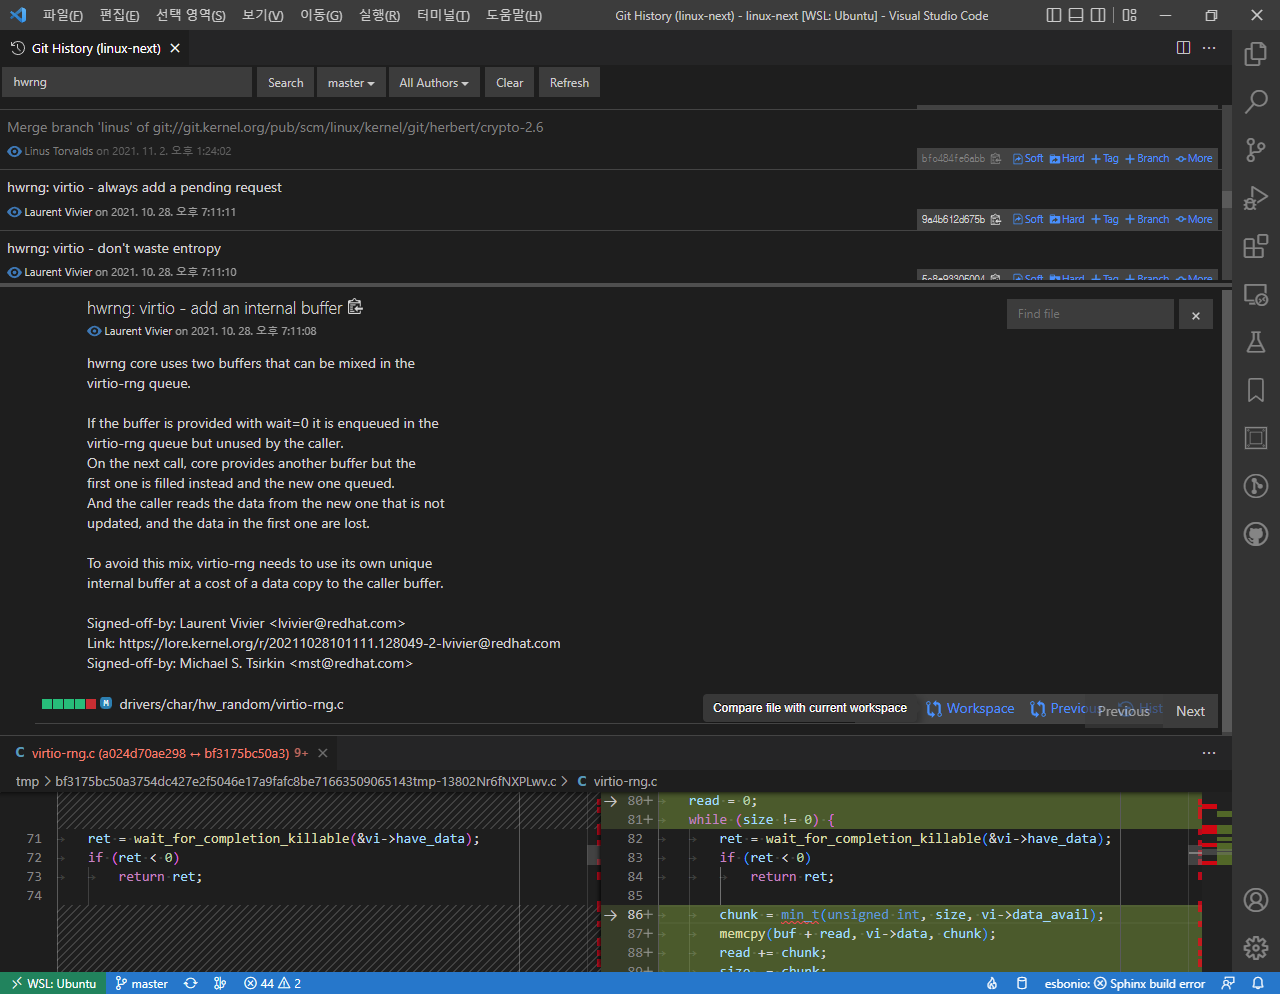 파일(F) 편집(E) 선택 영역(S) 보기(V) 이동(G) 실행(R) 터미널(T) 도움말(H) Git History (linux-next) - linux-next [WSL: Ubuntu] - Visual Studio Code
Git History (linux-next)
hwrng Search master All Authors Clear Refresh
Merge branch 'linus' of git://git.kernel.org/pub/scm/linux/kernel/git/herbert/crypto-2.6
Linus Torvalds on 2021. 11. 2. 오후 1:24:02
bfc484fe6abb Soft Hard Tag Branch More
hwrng: virtio - always add a pending request
Laurent Vivier on 2021. 10. 28. 오후 7:11:11
9a4b612d675b Soft Hard Tag Branch More
hwrng: virtio - don't waste entropy
Laurent Vivier on 2021. 10. 28. 오후 7:11:10
5c8e93305004 Soft Hard Tag Branch More
hwrng: virtio - add an internal buffer
Find file
Laurent Vivier on 2021. 10. 28. 오후 7:11:08
hwrng core uses two buffers that can be mixed in the
virtio-rng queue.
If the buffer is provided with wait=0 it is enqueued in the
virtio-rng queue but unused by the caller.
On the next call, core provides another buffer but the
first one is filled instead and the new one queued.
And the caller reads the data from the new one that is not
updated, and the data in the first one are lost.
To avoid this mix, virtio-rng needs to use its own unique
internal buffer at a cost of a data copy to the caller buffer.
Signed-off-by: Laurent Vivier <lvivier@redhat.com>
Link: https://lore.kernel.org/r/20211028101111.128049-2-lvivier@redhat.com
Signed-off-by: Michael S. Tsirkin <mst@redhat.com>
M drivers/char/hw_random/virtio-rng.c
Compare file with current workspace Workspace Previous Hist Previous Next
C virtio-rng.c (a024d70ae298 ↔ bf3175bc50a3) 9+
tmp > bf3175bc50a3754dc427e2f5046e17a9fafc8be71663509065143tmp-13802Nr6fNXPLwv.c > C virtio-rng.c
80+ read = 0;
81+ while (size != 0) {
71 ret = wait_for_completion_killable(&vi->have_data); 82 ret = wait_for_completion_killable(&vi->have_data);
72 if (ret < 0) 83 if (ret < 0)
73 return ret; 84 return ret;
74 85
86+ chunk = min_t(unsigned int, size, vi->data_avail);
87+ memcpy(buf + read, vi->data, chunk);
88+ read += chunk;
89+ size -= chunk;
WSL: Ubuntu master 44 2 esbonio: Sphinx build error